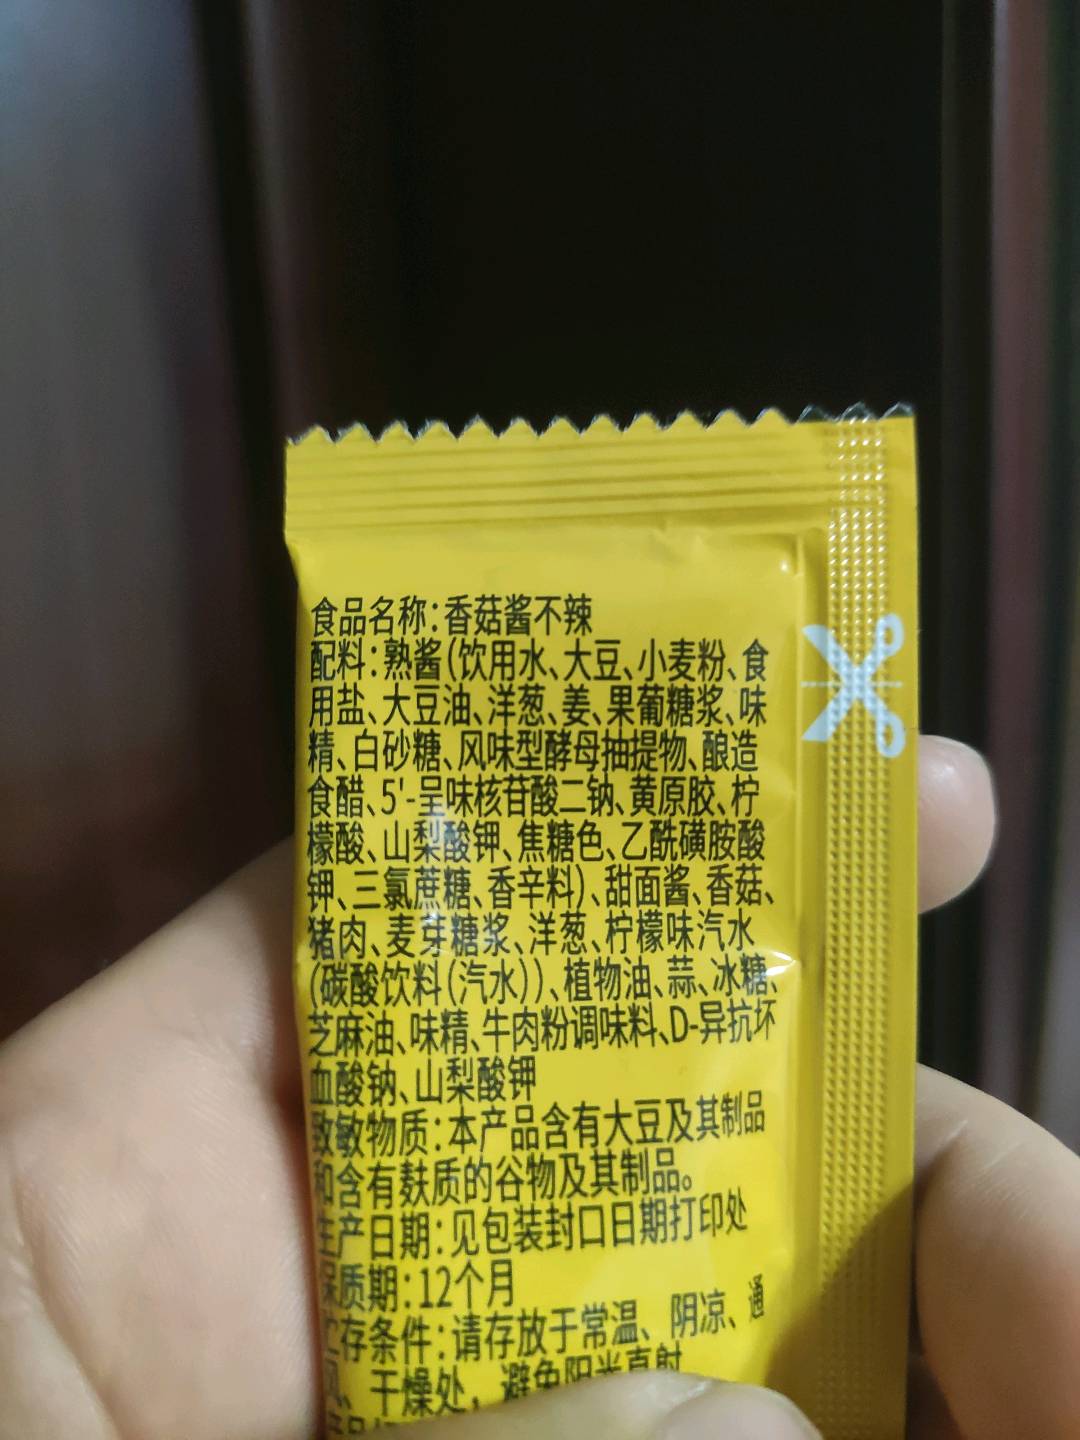 食品名称:香菇酱不辣
配料:熟酱(饮用水、大豆、小麦粉、食
用盐、大豆油、洋葱、姜、果葡糖浆、味
精、白砂糖、风味型酵母抽提物、酿造
食醋、5'-呈味核苷酸二钠、黄原胶、柠
檬酸、山梨酸钾、焦糖色、乙酰磺胺酸
钾、三氯蔗糖、香辛料)、甜面酱、香菇、
猪肉、麦芽糖浆、洋葱、柠檬味汽水
(碳酸饮料(汽水))、植物油、蒜、冰糖、
芝麻油、味精、牛肉粉调味料、D-异抗坏
血酸钠、山梨酸钾
致敏物质:本产品含有大豆及其制品
和含有麸质的谷物及其制品。
生产日期:见包装封口日期打印处
保质期:12个月
贮存条件:请存放于常温、阴凉、通
风、干燥处,避免阳光直射